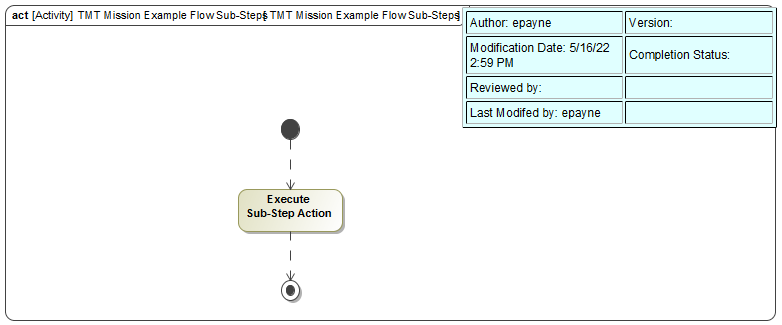 act [Activity] TMT Mission Example Flow Sub-Steps[ TMT Mission Example Flow Sub-Steps]
Author: epayne
Version:
Modification Date: 5/16/22
2:59 PM
Completion Status:
Reviewed by:
Last Modifed by: epayne
Execute
Sub-Step Action